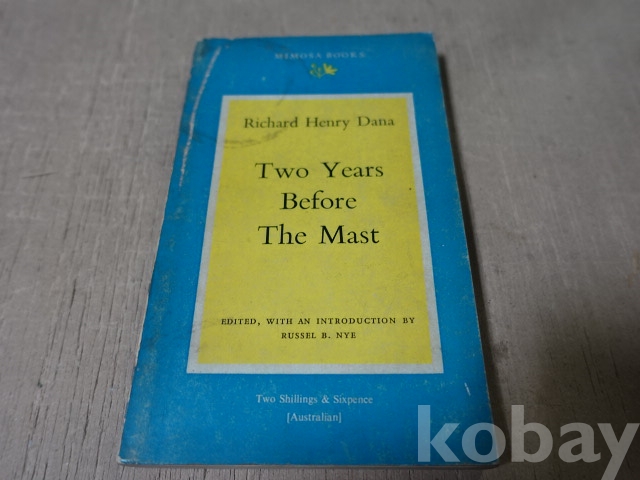 MIMOSA BOOKS
Richard Henry Dana
Two Years
Before
The Mast
EDITED, WITH AN INTRODUCTION BY
RUSSEL B. NYE
Two Shillings & Sixpence
[Australian]
kobay